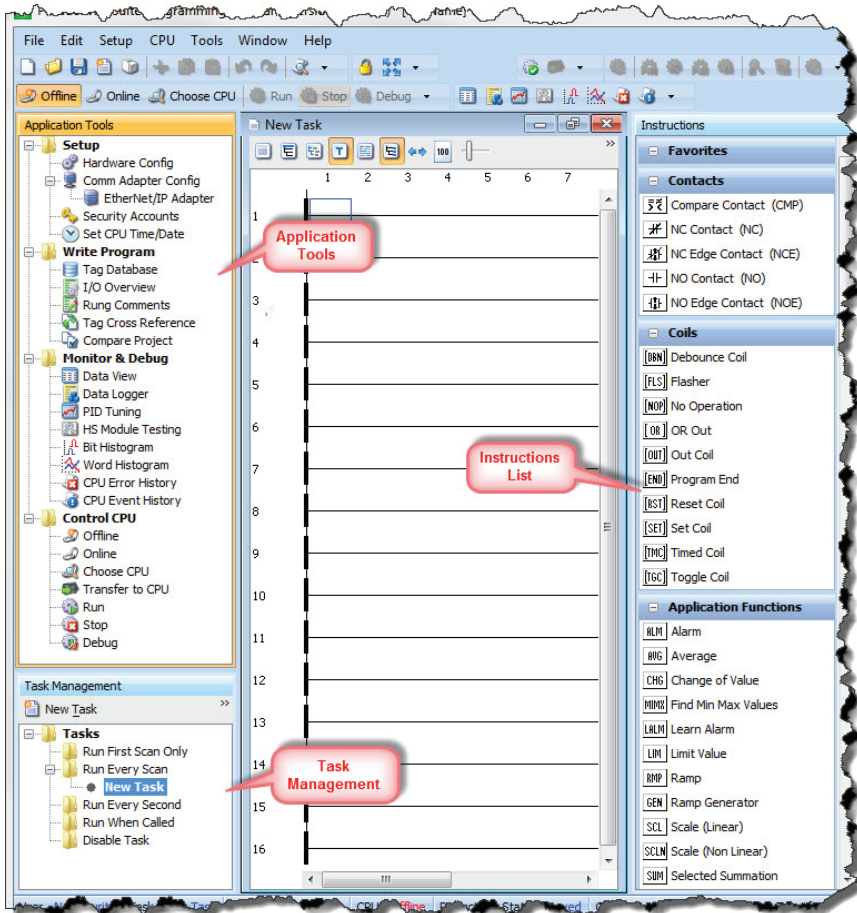 File Edit Setup CPU Tools Window Help
Offline Online Choose CPU Run Stop Debug
Application Tools
Setup
Hardware Config
Comm Adapter Config
EtherNet/IP Adapter
Security Accounts
Set CPU Time/Date
Write Program
Tag Database
I/O Overview
Rung Comments
Tag Cross Reference
Compare Project
Monitor & Debug
Data View
Data Logger
PID Tuning
HS Module Testing
Bit Histogram
Word Histogram
CPU Error History
CPU Event History
Control CPU
Offline
Online
Choose CPU
Transfer to CPU
Run
Stop
Debug
Application
Tools
Task Management
New Task
Tasks
Run First Scan Only
Run Every Scan
New Task
Run Every Second
Run When Called
Disable Task
Task
Management
New Task
T 100
1 2 3 4 5 6 7
1
2
3
4
5
6
7
8
9
10
11
12
13
14
15
16
Instructions
List
Instructions
Favorites
Contacts
Compare Contact (CMP)
NC Contact (NC)
NC Edge Contact (NCE)
NO Contact (NO)
NO Edge Contact (NOE)
Coils
[DBN] Debounce Coil
[FLS] Flasher
[NOP] No Operation
[OR] OR Out
[OUT] Out Coil
[END] Program End
[RST] Reset Coil
[SET] Set Coil
[TMC] Timed Coil
[TGC] Toggle Coil
Application Functions
ALM Alarm
AVG Average
CHG Change of Value
MIMX Find Min Max Values
LALM Learn Alarm
LIM Limit Value
RMP Ramp
GEN Ramp Generator
SCL Scale (Linear)
SCLN Scale (Non Linear)
SUM Selected Summation